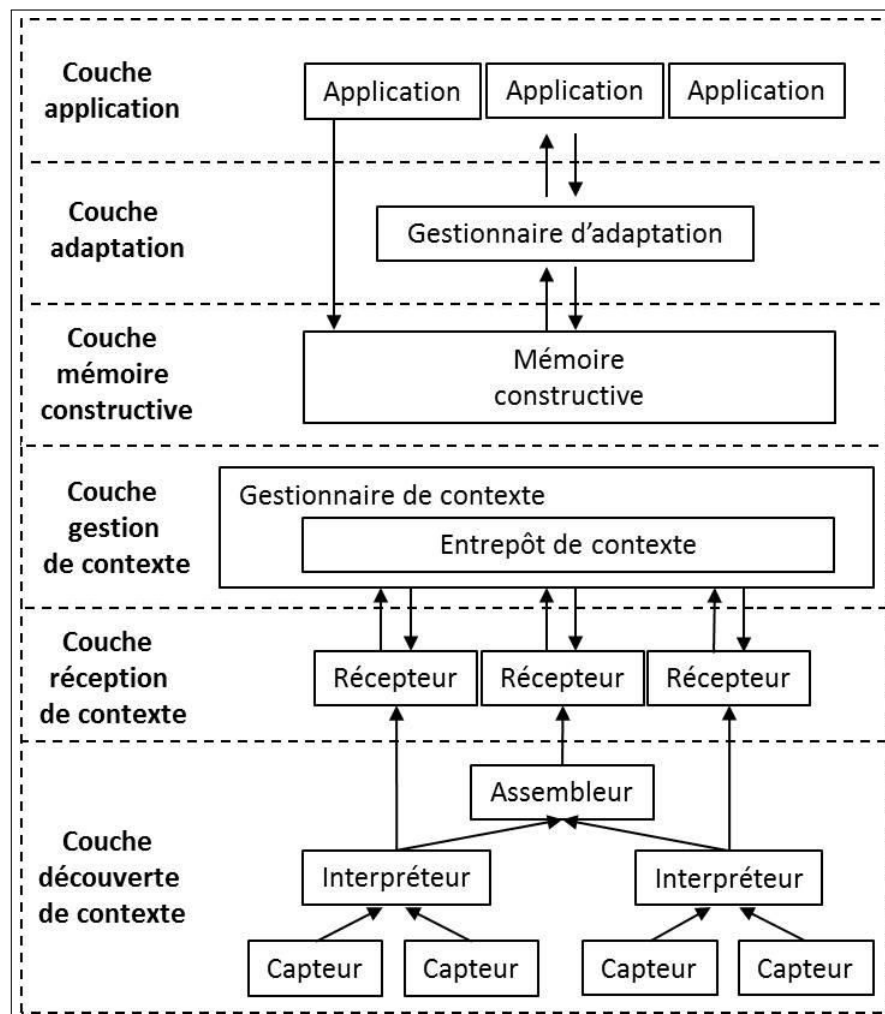 Couche
application
Application
Application
Application
Couche
adaptation
Gestionnaire d’adaptation
Couche
mémoire
constructive
Mémoire
constructive
Couche
gestion
de contexte
Gestionnaire de contexte
Entrepôt de contexte
Couche
réception
de contexte
Récepteur
Récepteur
Récepteur
Couche
découverte
de contexte
Assembleur
Interpréteur
Interpréteur
Capteur
Capteur
Capteur
Capteur